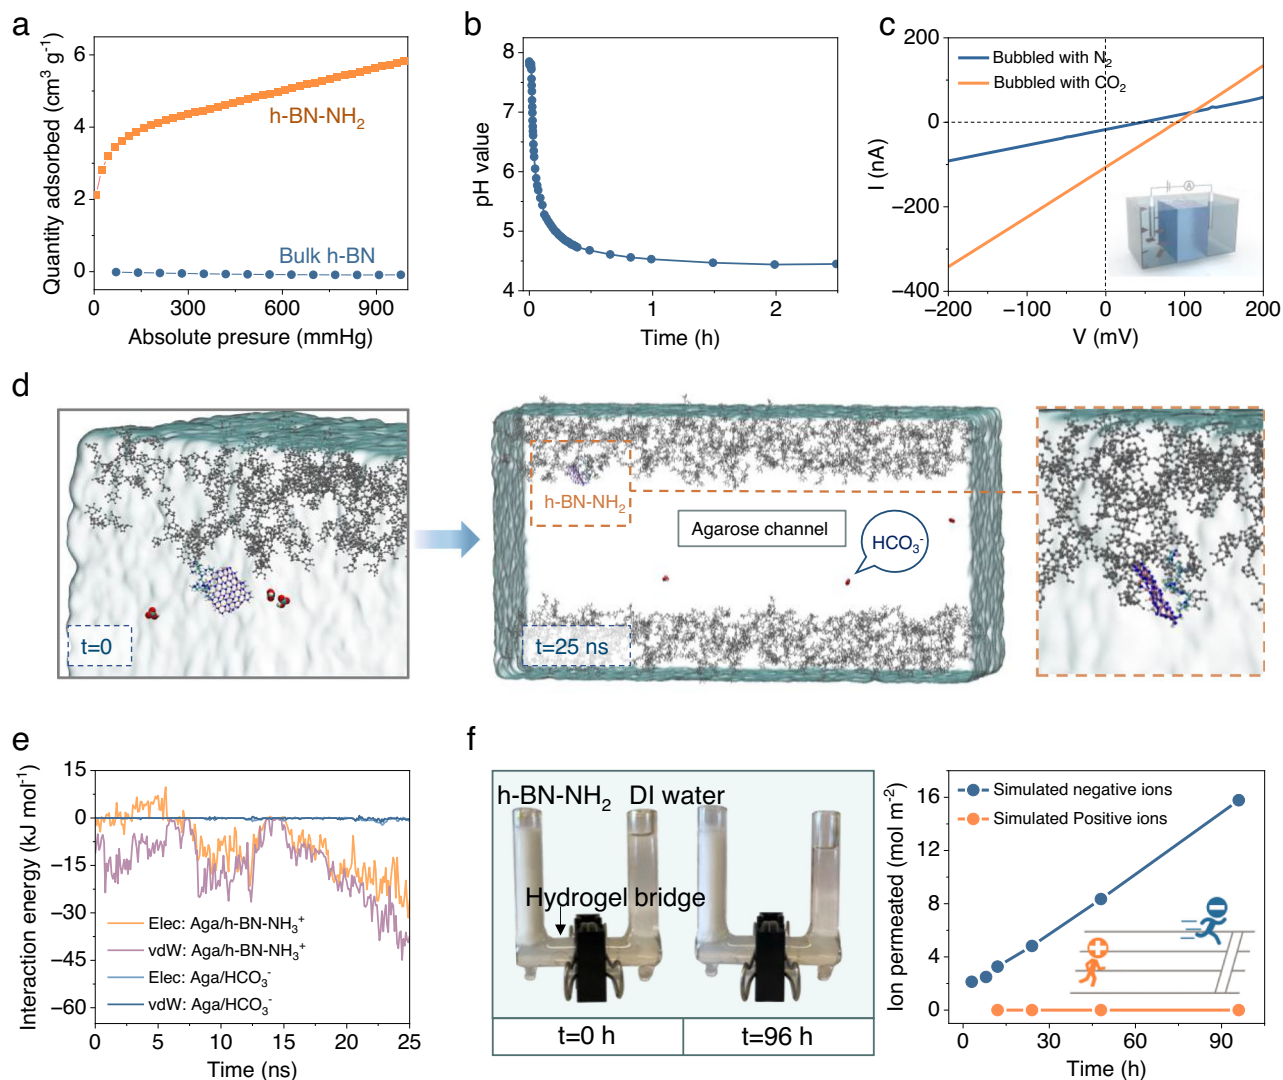 a
Quantity adsorbed (cm³ g⁻¹)
6
4
2
0
h-BN-NH₂
Bulk h-BN
0
300
600
900
Absolute presure (mmHg)
b
pH value
8
7
6
5
4
0
1
2
Time (h)
c
I (nA)
200
0
−200
−400
Bubbled with N₂
Bubbled with CO₂
A
−200
−100
0
100
200
V (mV)
d
t=0
h-BN-NH₂
Agarose channel
HCO₃⁻
t=25 ns
e
Interaction energy (kJ mol⁻¹)
15
0
−15
−30
−45
−60
Elec: Aga/h-BN-NH₃⁺
vdW: Aga/h-BN-NH₃⁺
Elec: Aga/HCO₃⁻
vdW: Aga/HCO₃⁻
0
5
10
15
20
25
Time (ns)
f
h-BN-NH₂ DI water
Hydrogel bridge
t=0 h
t=96 h
Ion permeated (mol m⁻²)
16
12
8
4
0
Simulated negative ions
Simulated Positive ions
0
30
60
90
Time (h)